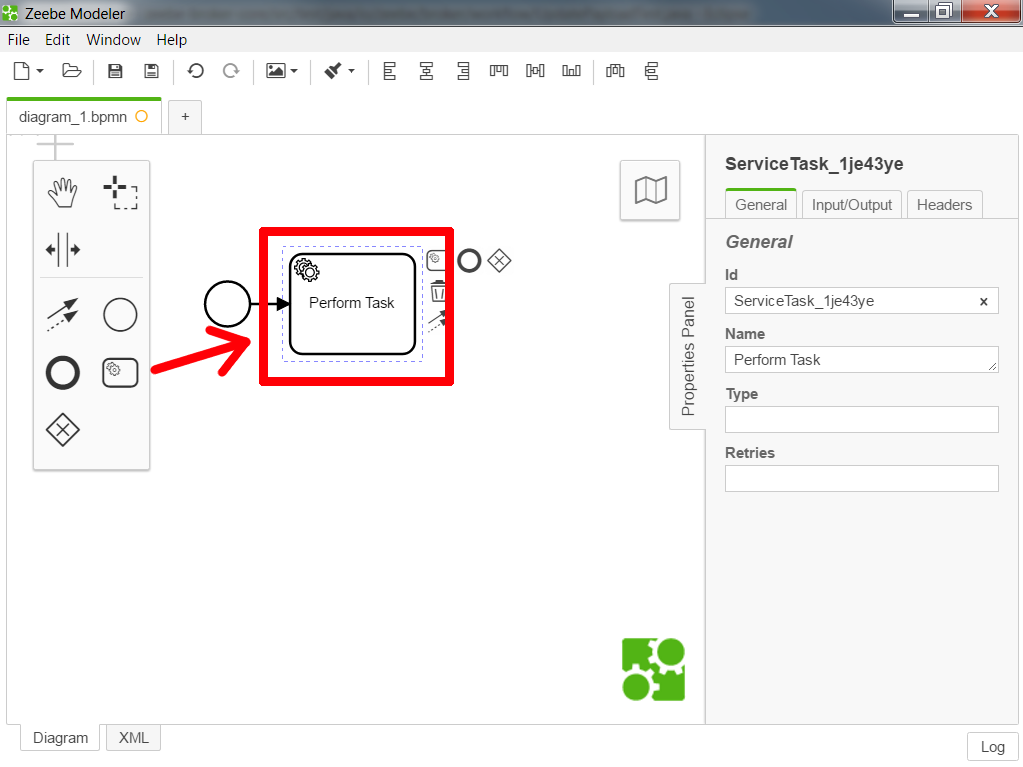 Zeebe Modeler
File Edit Window Help
diagram_1.bpmn
+
Perform Task
Properties Panel
ServiceTask_1je43ye
General Input/Output Headers
General
Id
ServiceTask_1je43ye
Name
Perform Task
Type
Retries
Diagram XML
Log